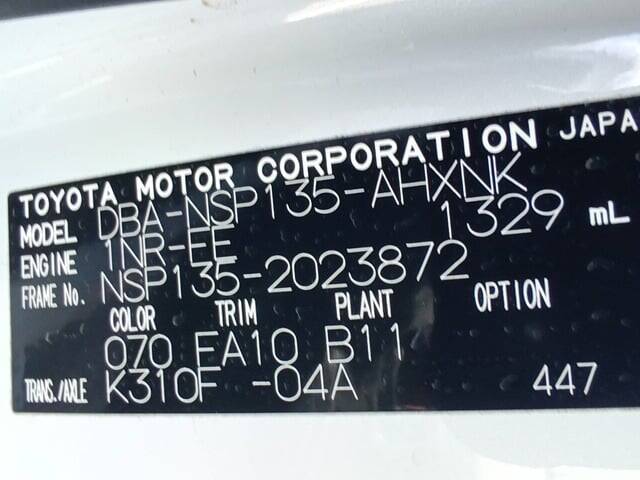 TOYOTA MOTOR CORPORATION JAPA
MODEL DBA-NSP135-AHXNK
ENGINE 1NR-FE 1329 mL
FRAME No. NSP135-2023872
COLOR TRIM PLANT OPTION
070 FA10 B11
TRANS./AXLE K310F -04A 447